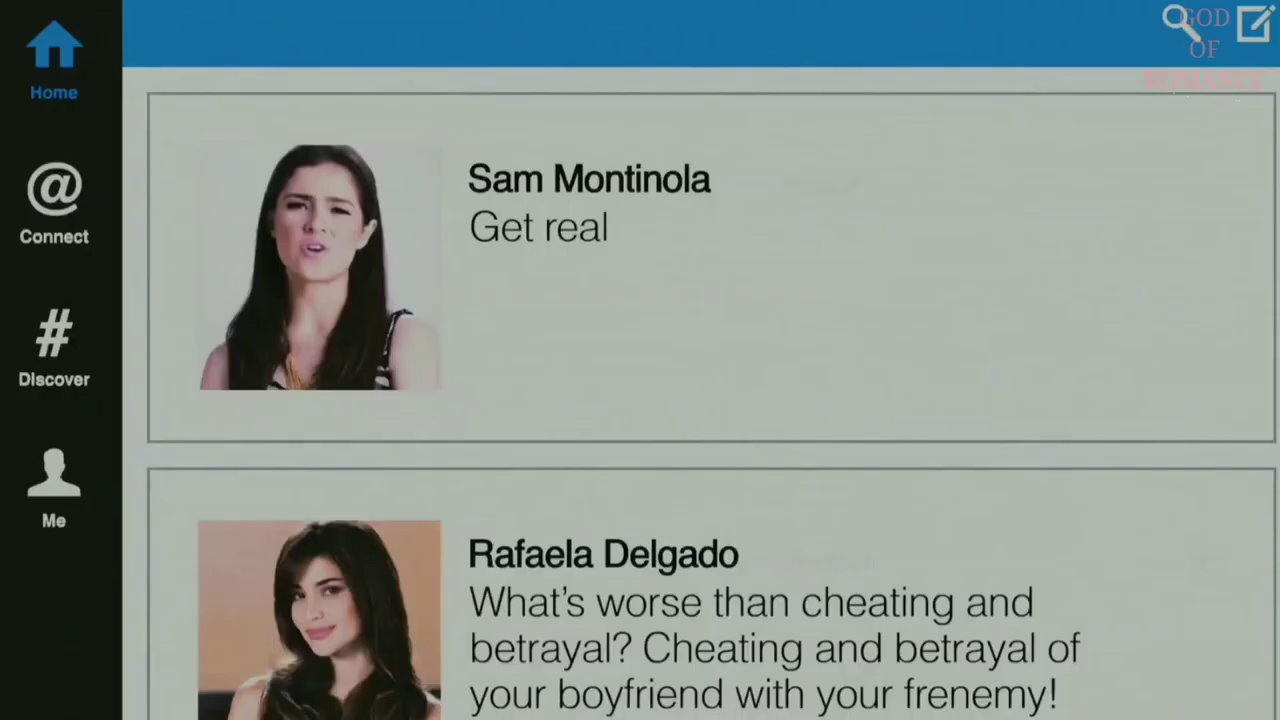 GOD
OF
ROMANCE
Home
@
Connect
#
Discover
Me
Sam Montinola
Get real
Rafaela Delgado
What's worse than cheating and
betrayal? Cheating and betrayal of
your boyfriend with your frenemy!